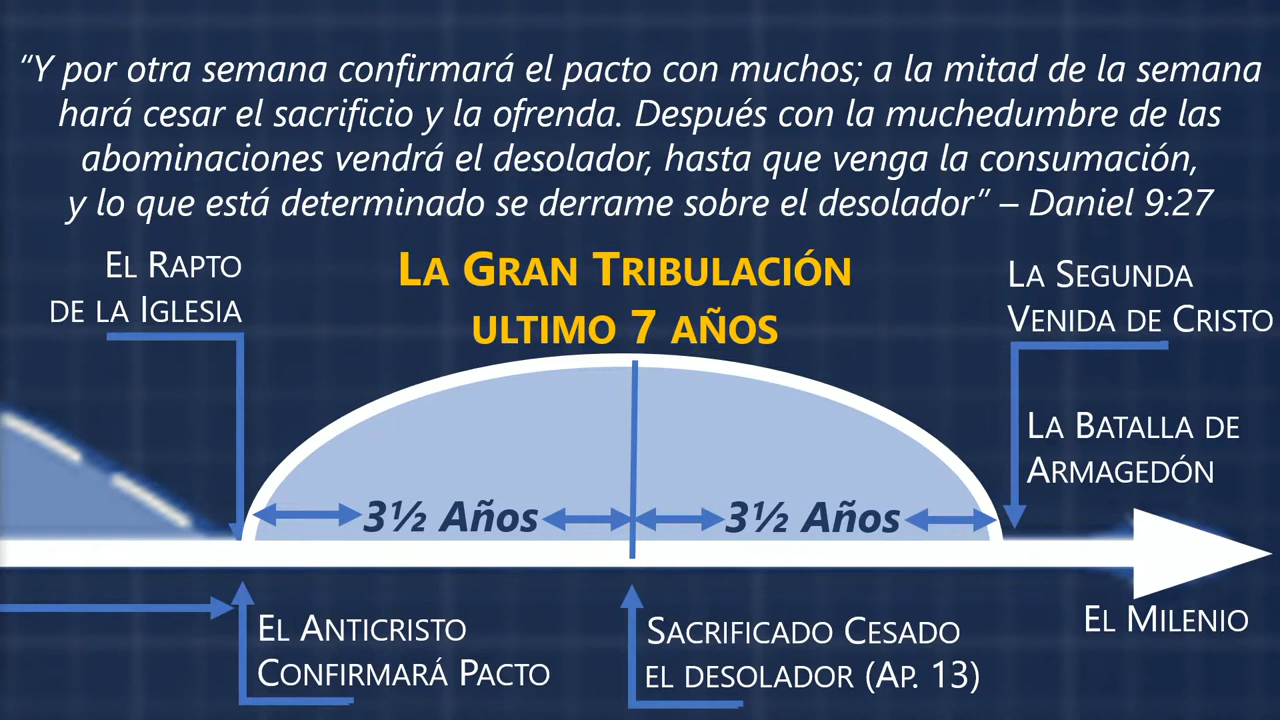 “Y por otra semana confirmará el pacto con muchos; a la mitad de la semana
hará cesar el sacrificio y la ofrenda. Después con la muchedumbre de las
abominaciones vendrá el desolador, hasta que venga la consumación,
y lo que está determinado se derrame sobre el desolador” – Daniel 9:27
El Rapto
de la Iglesia
La Gran Tribulación
ultimo 7 años
La Segunda
Venida de Cristo
La Batalla de
Armagedón
3½ Años
3½ Años
El Anticristo
Confirmará Pacto
Sacrificado Cesado
el desolador (Ap. 13)
El Milenio